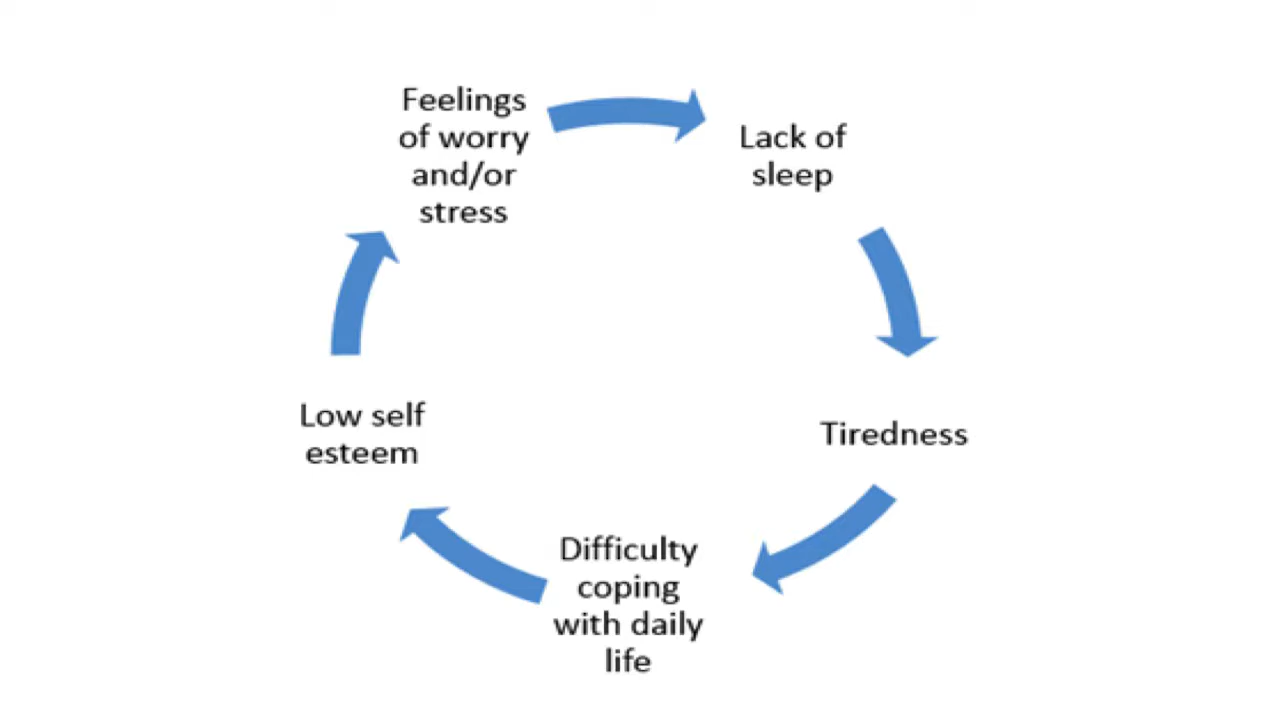 Feelings
of worry
and/or
stress
Lack of
sleep
Tiredness
Difficulty
coping
with daily
life
Low self
esteem